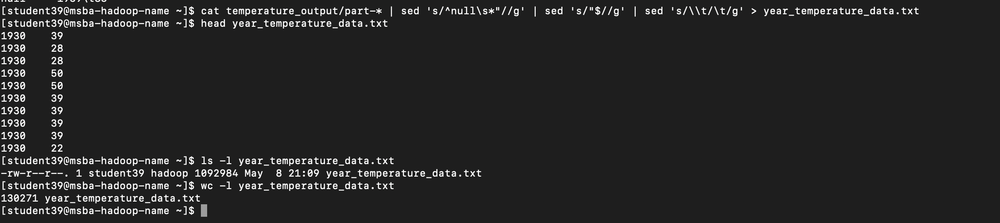 [student39@msba-hadoop-name ~]$ cat temperature_output/part-* | sed 's/^null\s*"//g' | sed 's/"$//g' | sed 's/\\t/\t/g' > year_temperature_data.txt
[student39@msba-hadoop-name ~]$ head year_temperature_data.txt
1930    39
1930    28
1930    28
1930    50
1930    50
1930    39
1930    39
1930    39
1930    39
1930    22
[student39@msba-hadoop-name ~]$ ls -l year_temperature_data.txt
-rw-r--r--. 1 student39 hadoop 1092984 May  8 21:09 year_temperature_data.txt
[student39@msba-hadoop-name ~]$ wc -l year_temperature_data.txt
130271 year_temperature_data.txt
[student39@msba-hadoop-name ~]$